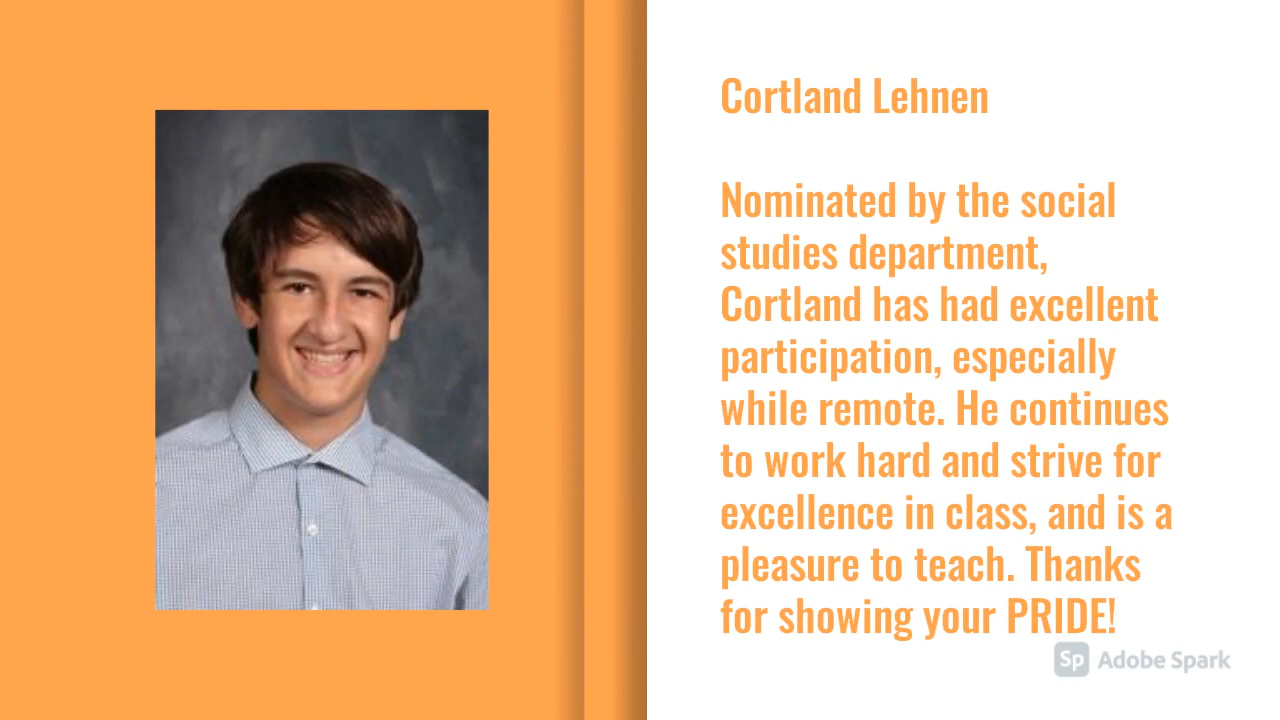 Cortland Lehnen
Nominated by the social
studies department,
Cortland has had excellent
participation, especially
while remote. He continues
to work hard and strive for
excellence in class, and is a
pleasure to teach. Thanks
for showing your PRIDE!
Sp Adobe Spark